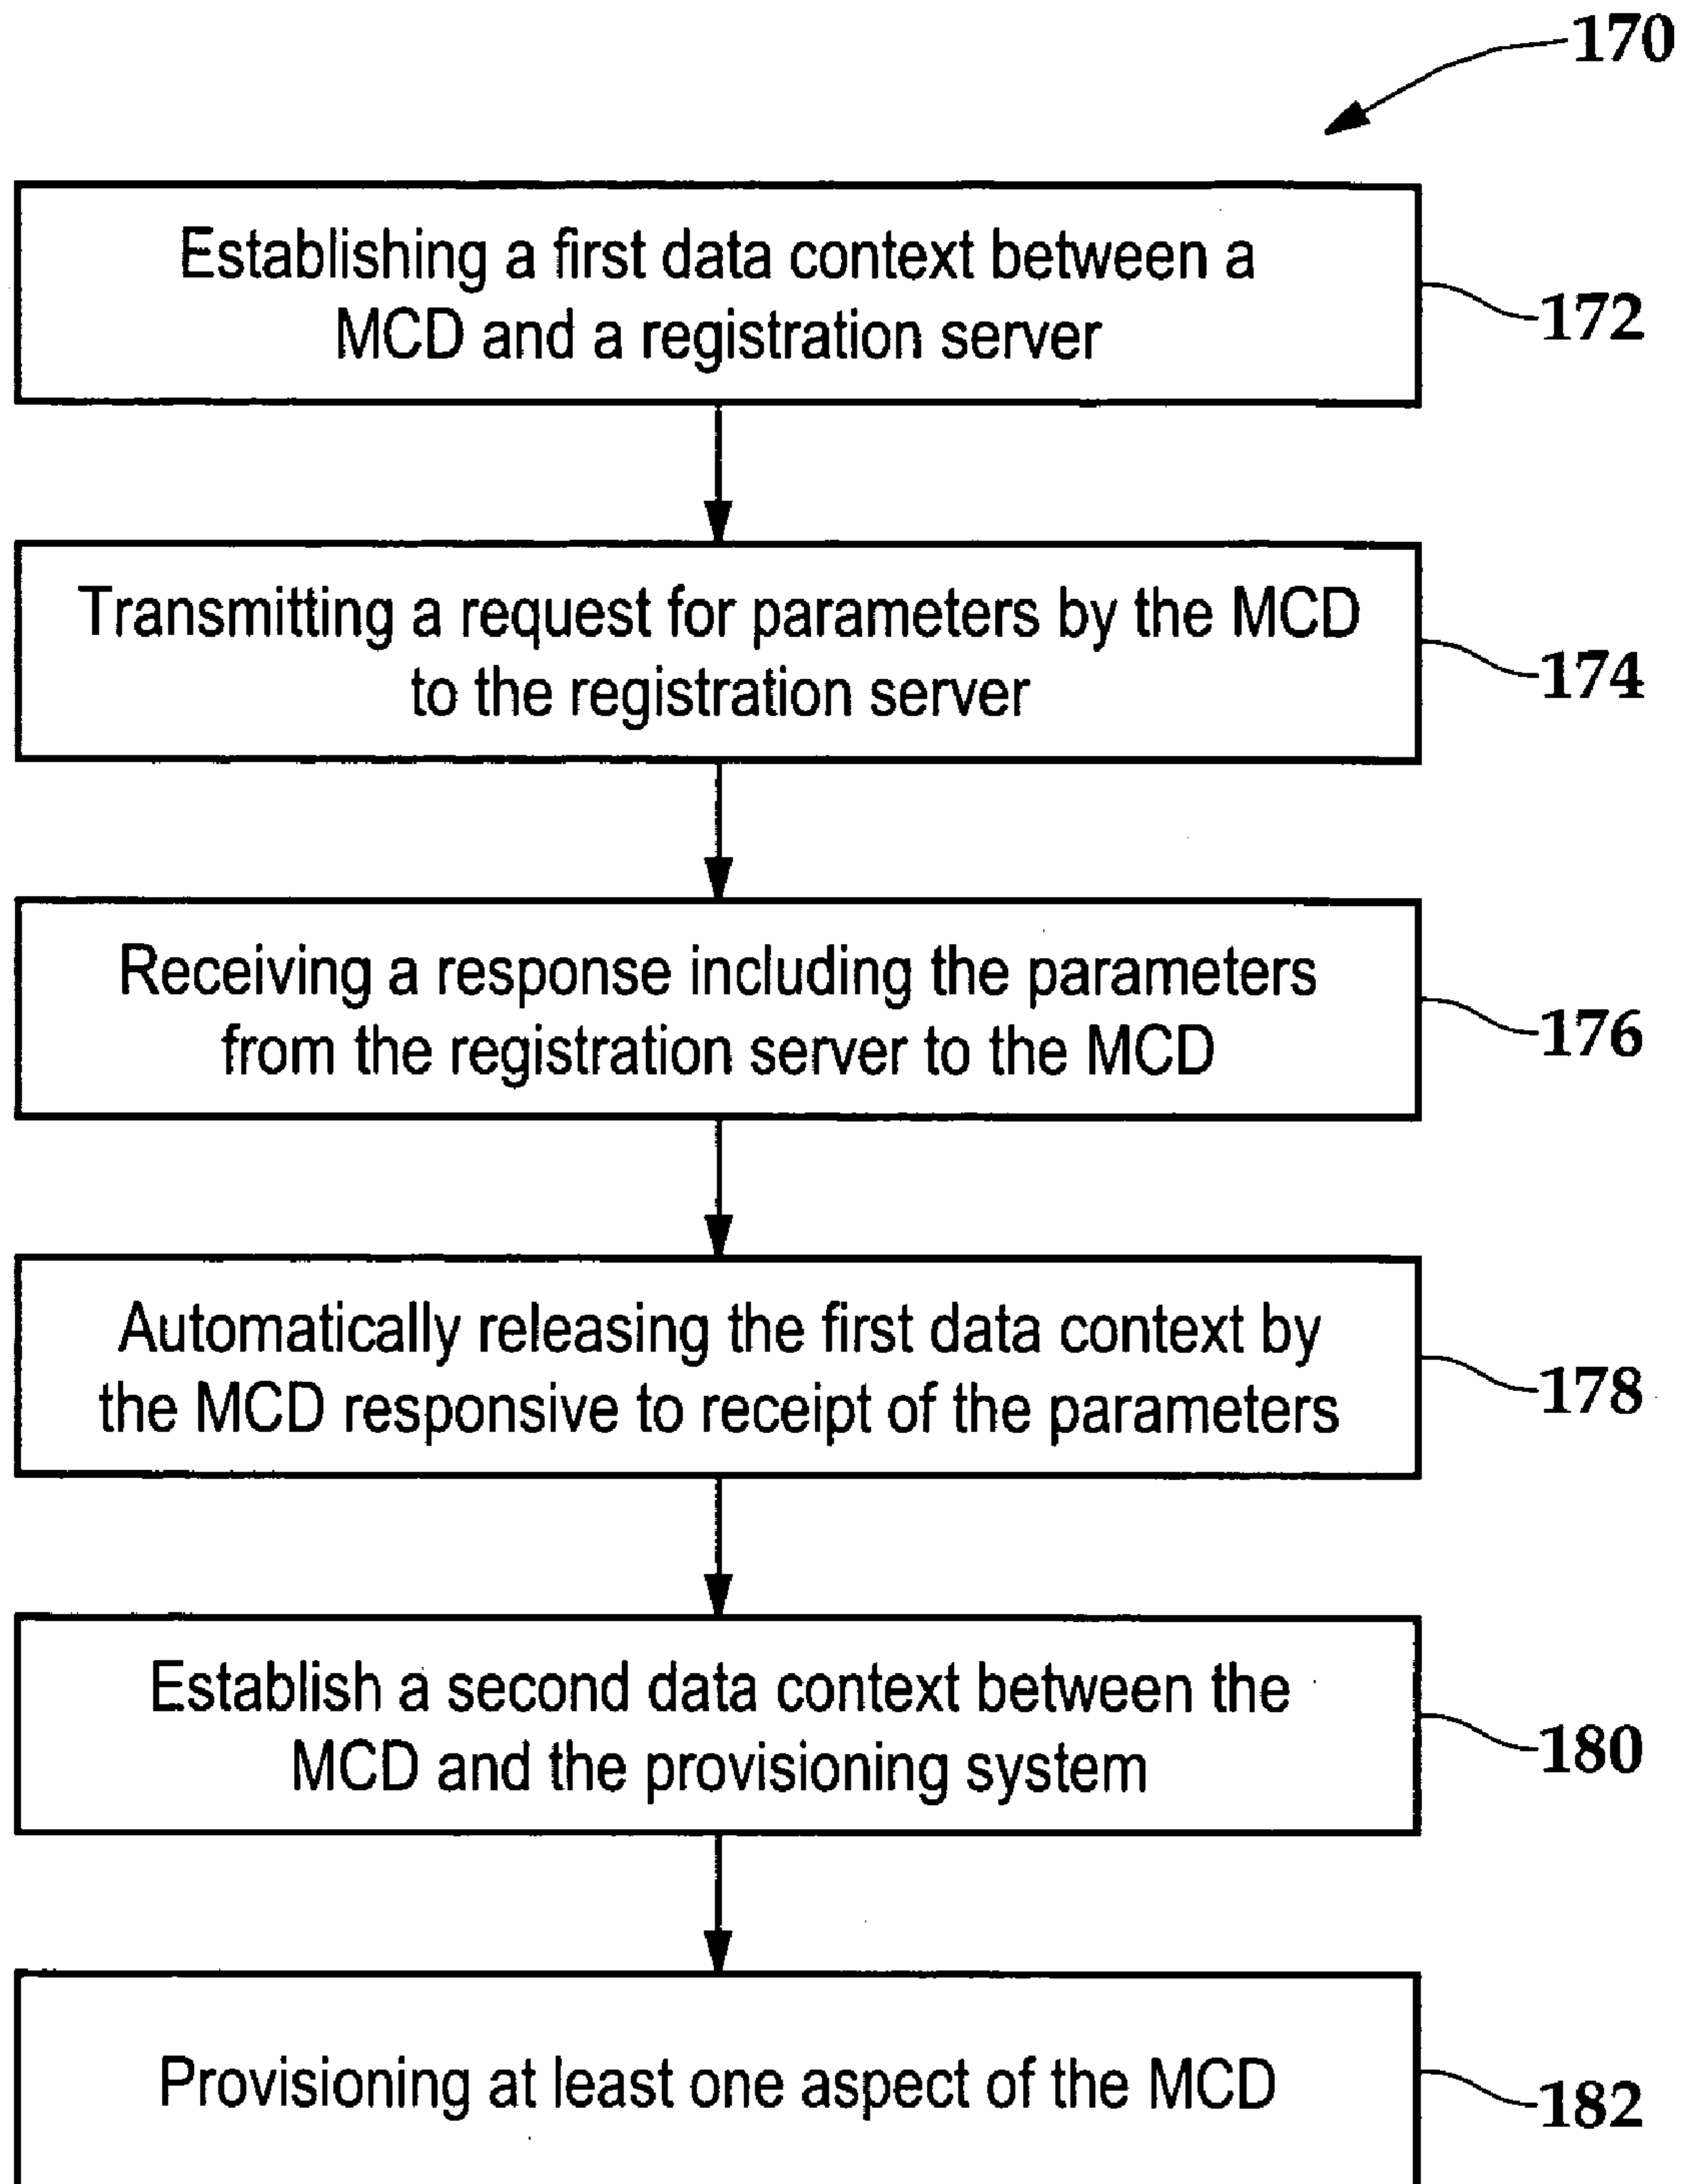 170
Establishing a first data context between a
MCD and a registration server
172
Transmitting a request for parameters by the MCD
to the registration server
174
Receiving a response including the parameters
from the registration server to the MCD
176
Automatically releasing the first data context by
the MCD responsive to receipt of the parameters
178
Establish a second data context between the
MCD and the provisioning system
180
Provisioning at least one aspect of the MCD
182